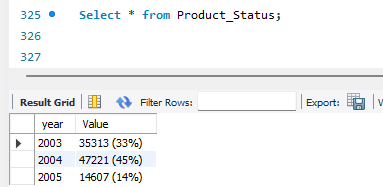 325 Select * from Product_Status;
326
327
Result Grid Filter Rows: Export:
year Value
2003 35313 (33%)
2004 47221 (45%)
2005 14607 (14%)